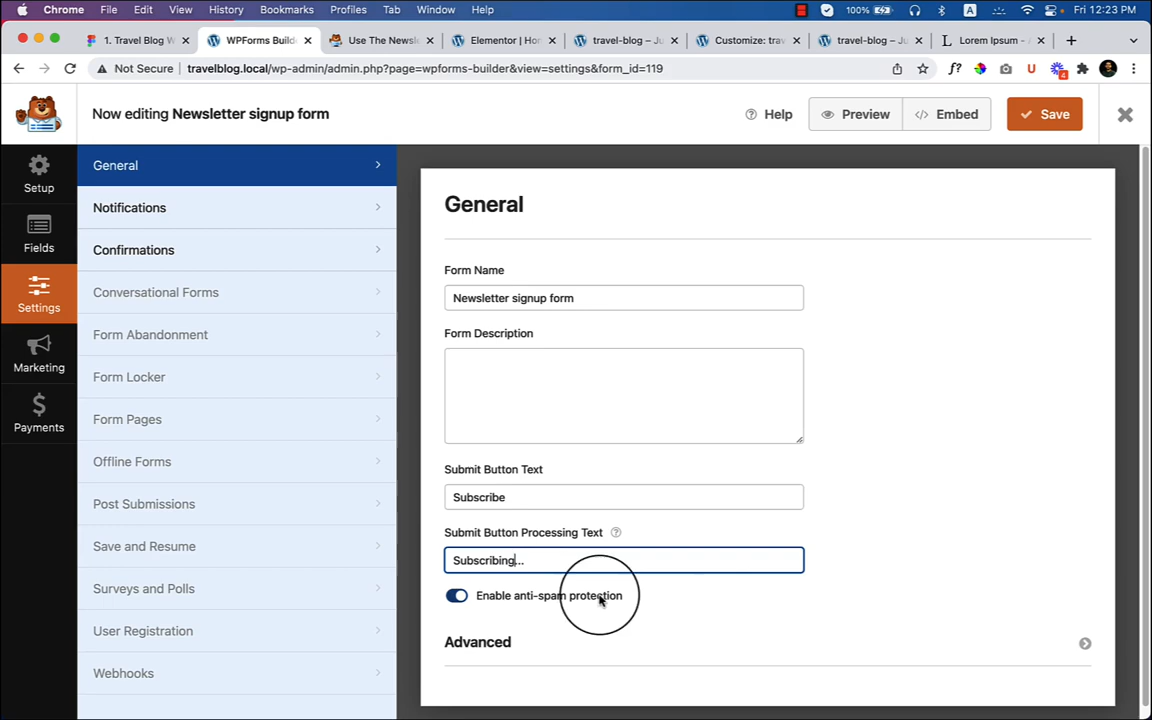 Chrome File Edit View History Bookmarks Profiles Tab Window Help 100% A Fri 12:23 PM
1. Travel Blog W
WPForms Build
Use The Newsl
Elementor | Ho
travel-blog – Ju
Customize: trav
travel-blog – Ju
Lorem Ipsum - A
Not Secure travelblog.local/wp-admin/admin.php?page=wpforms-builder&view=settings&form_id=119
f?
4
Now editing Newsletter signup form
Help
Preview
Embed
Save
Setup
Fields
Settings
Marketing
Payments
General
Notifications
Confirmations
Conversational Forms
Form Abandonment
Form Locker
Form Pages
Offline Forms
Post Submissions
Save and Resume
Surveys and Polls
User Registration
Webhooks
General
Form Name
Newsletter signup form
Form Description
Submit Button Text
Subscribe
Submit Button Processing Text
Subscribing...
Enable anti-spam protection
Advanced